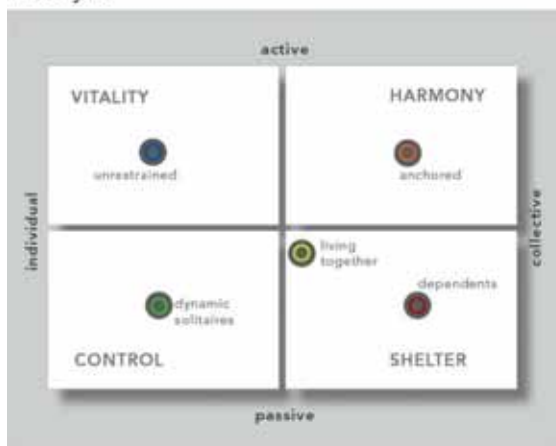 active
VITALITY
HARMONY
unrestrained
anchored
individual
collective
living
together
dependents
dynamic
solitaires
CONTROL
SHELTER
passive